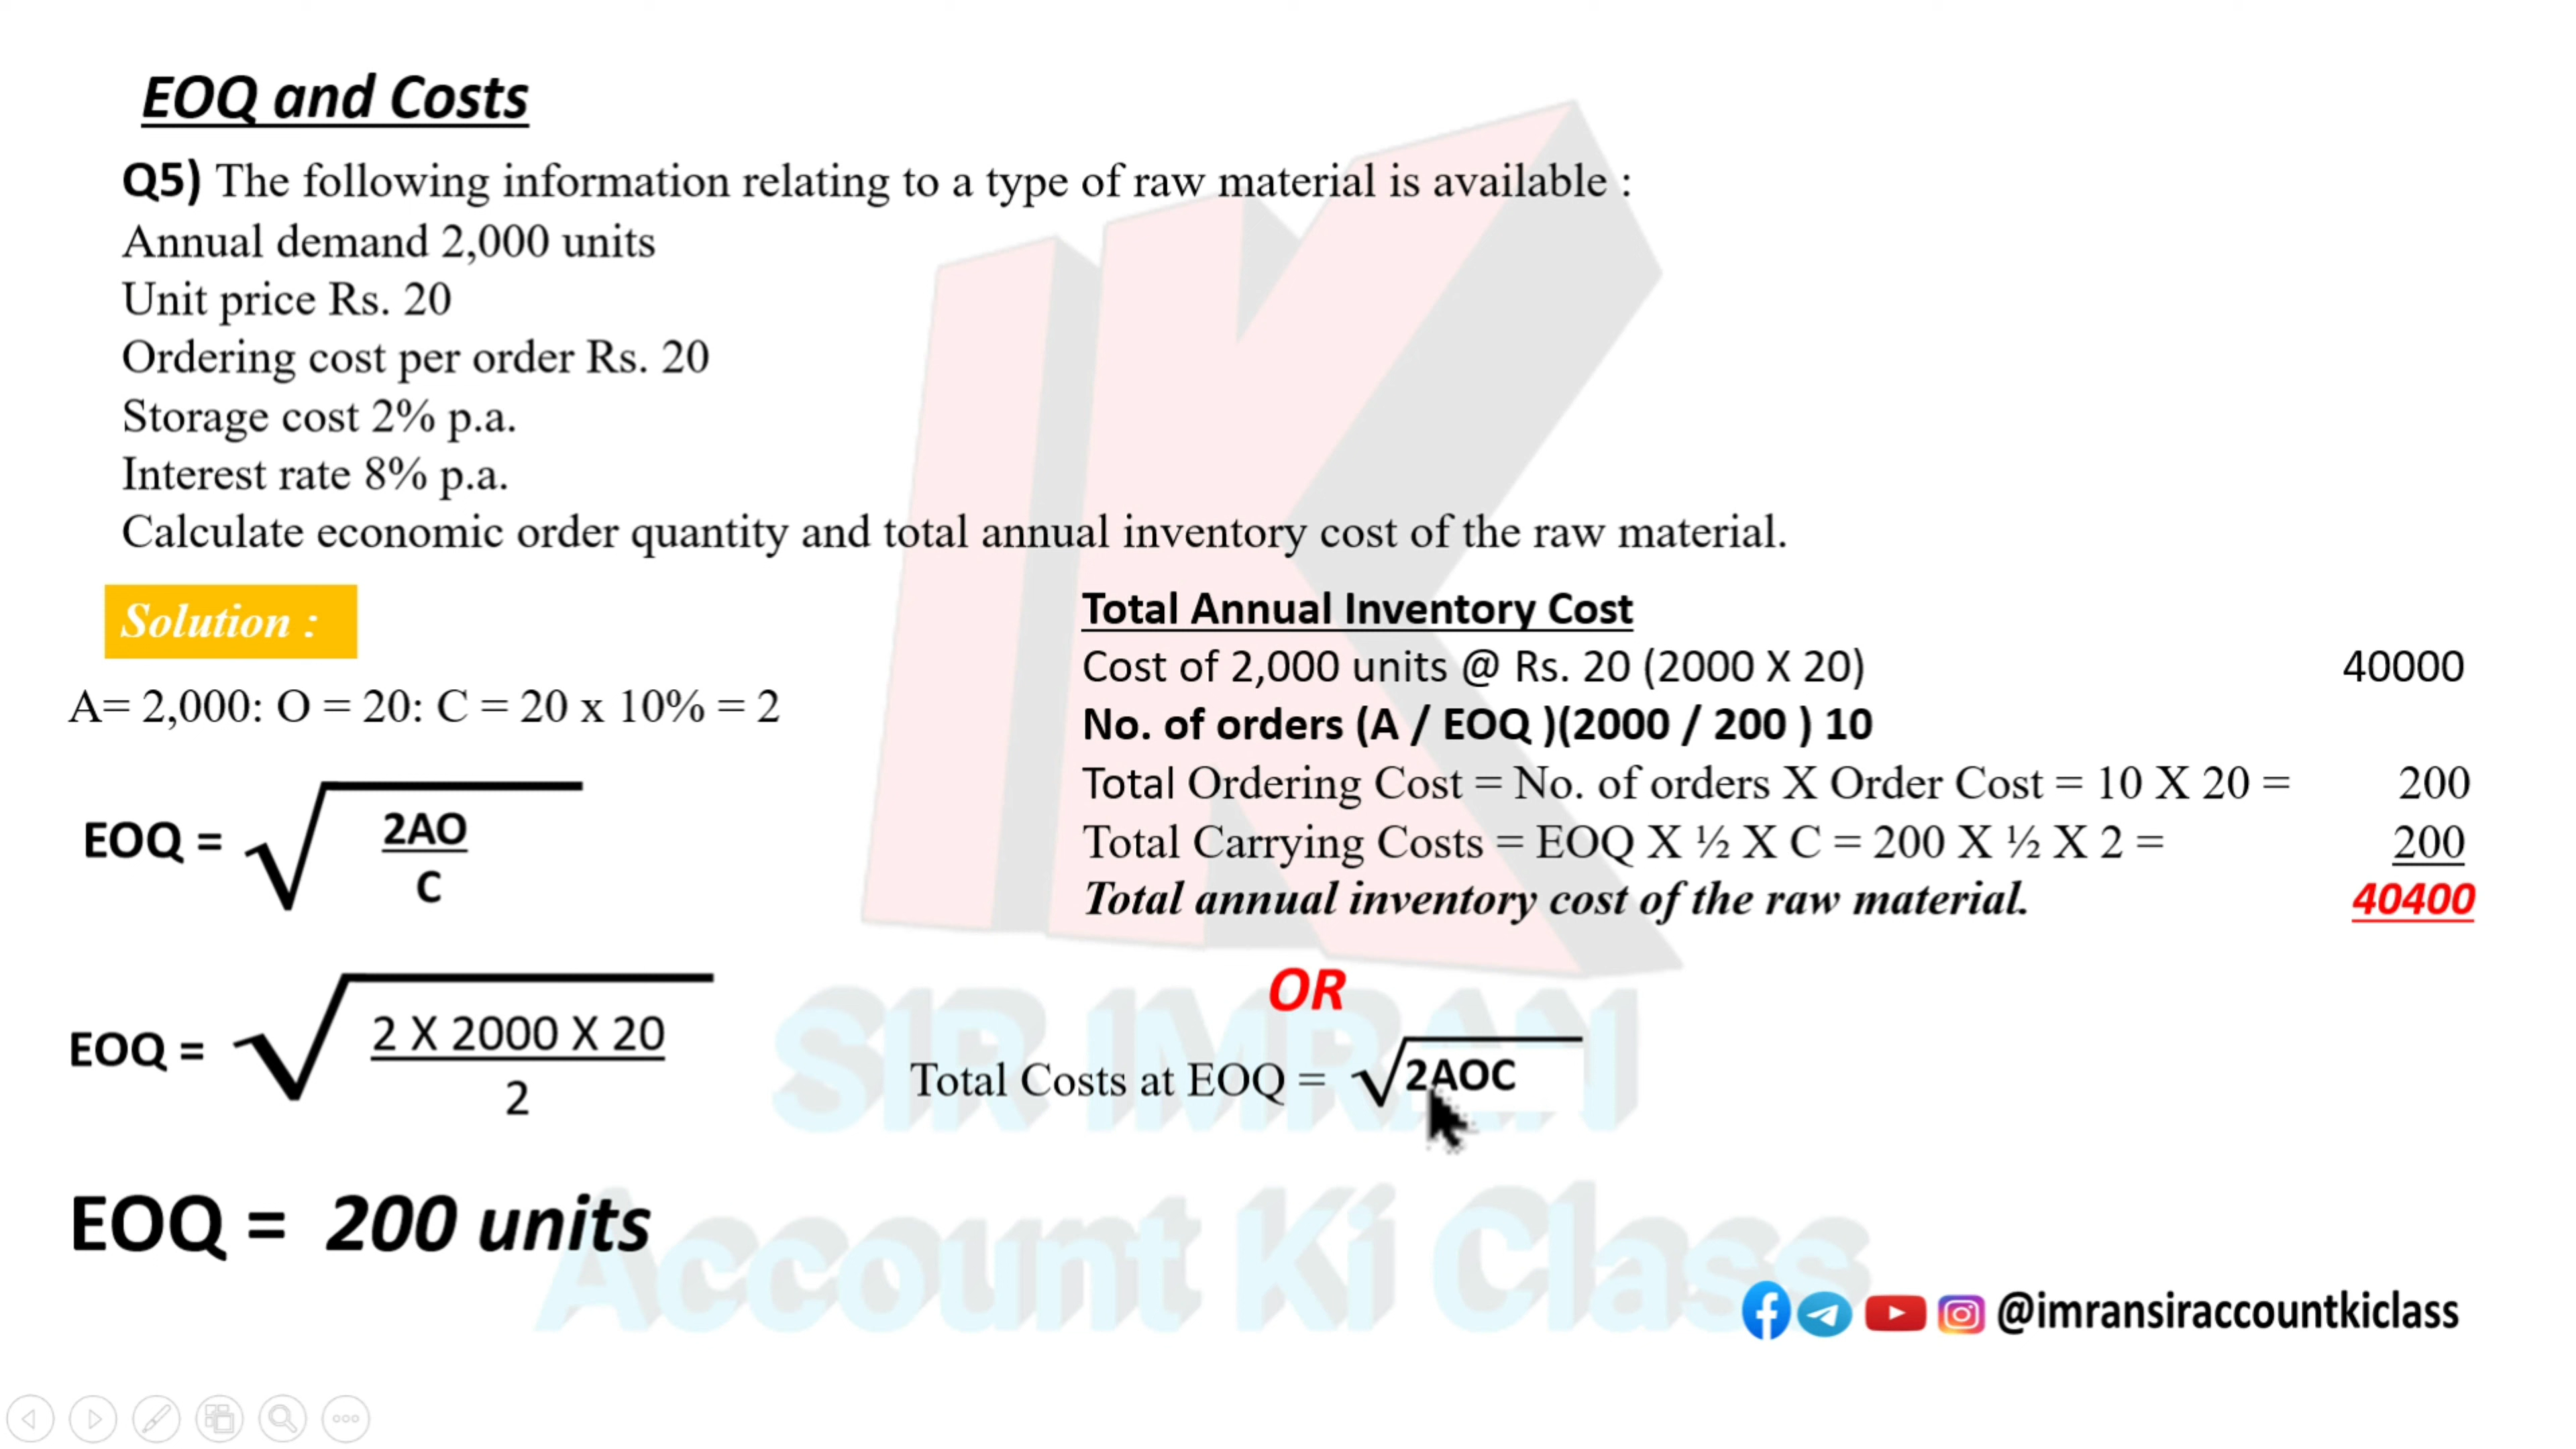 EOQ and Costs
Q5) The following information relating to a type of raw material is available :
Annual demand 2,000 units
Unit price Rs. 20
Ordering cost per order Rs. 20
Storage cost 2% p.a.
Interest rate 8% p.a.
Calculate economic order quantity and total annual inventory cost of the raw material.
Solution :
A= 2,000: O = 20: C = 20 x 10% = 2
EOQ = √ 2AO
C
EOQ = √ 2 X 2000 X 20
2
EOQ = 200 units
Total Annual Inventory Cost
Cost of 2,000 units @ Rs. 20 (2000 X 20) 40000
No. of orders (A / EOQ )(2000 / 200 ) 10
Total Ordering Cost = No. of orders X Order Cost = 10 X 20 = 200
Total Carrying Costs = EOQ X ½ X C = 200 X ½ X 2 = 200
Total annual inventory cost of the raw material. 40400
OR
Total Costs at EOQ = √2AOC
SIR IMRAN
Account Ki Class
@imransiraccountkiclass